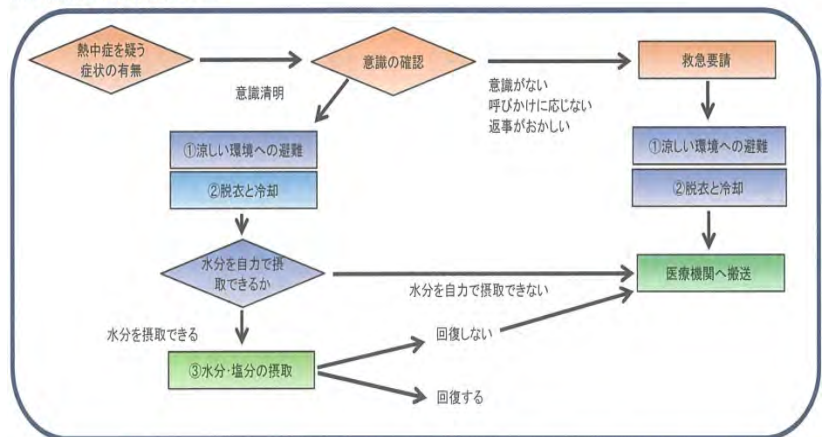 熱中症を疑う
症状の有無
意識の確認
救急要請
意識清明
意識がない
呼びかけに応じない
返事がおかしい
①涼しい環境への避難
②脱衣と冷却
①涼しい環境への避難
②脱衣と冷却
水分を自力で摂
取できるか
水分を自力で摂取できない
医療機関へ搬送
水分を摂取できる
回復しない
③水分・塩分の摂取
回復する